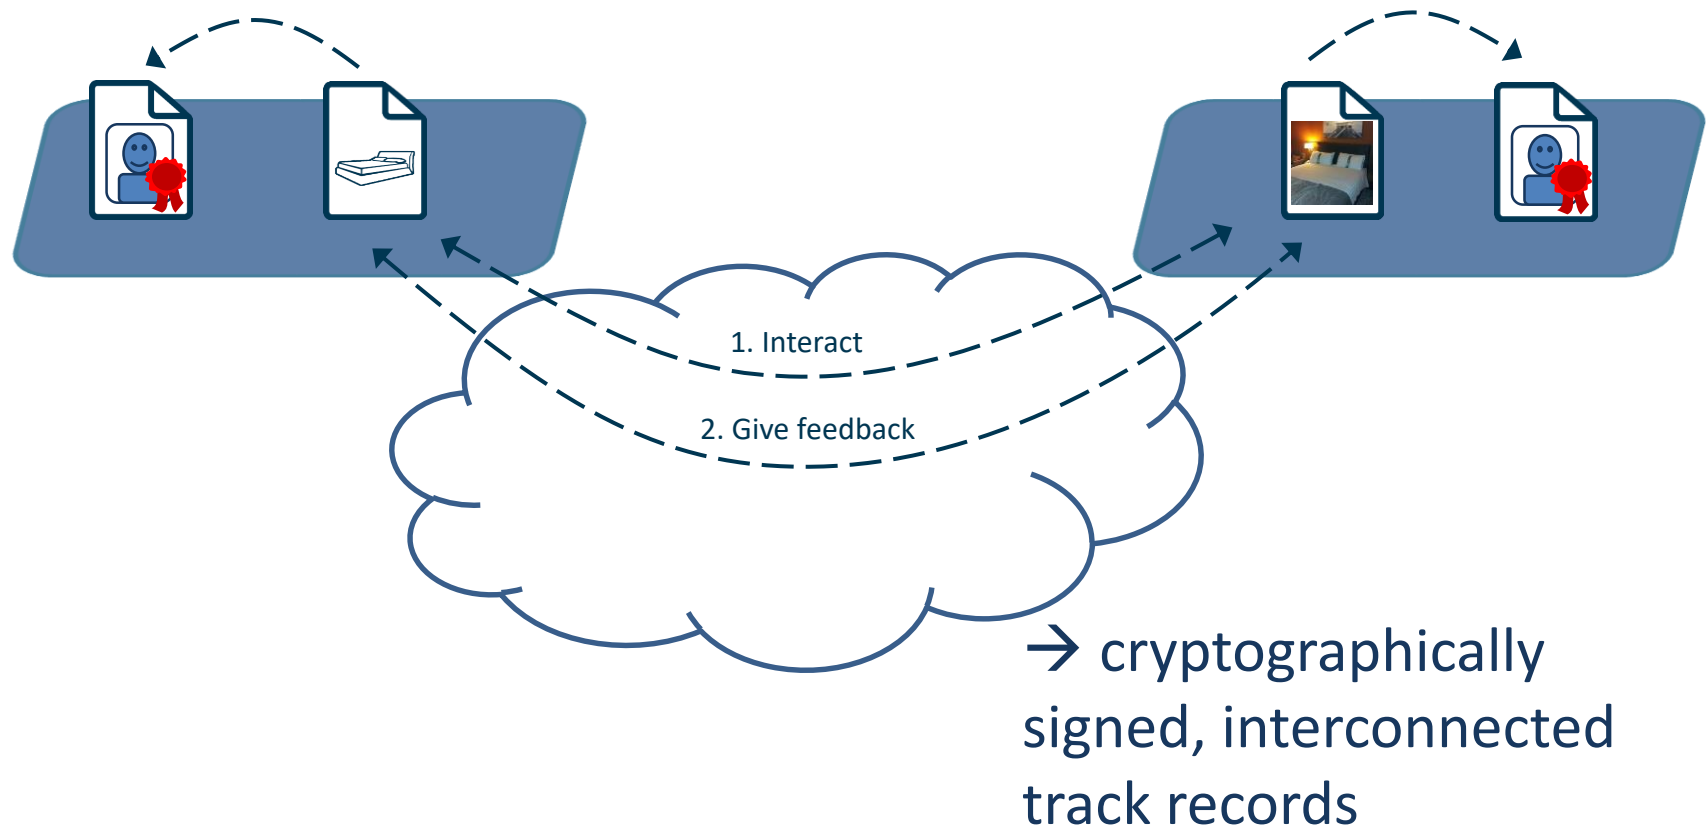 1. Interact
2. Give feedback
→ cryptographically
signed, interconnected
track records